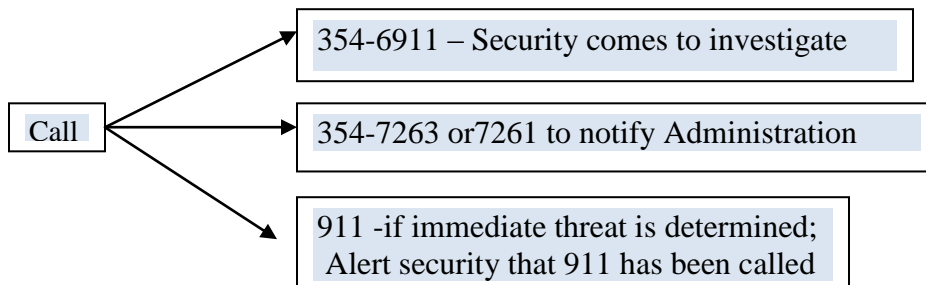 354-6911 – Security comes to investigate
Call
354-7263 or7261 to notify Administration
911 -if immediate threat is determined;
Alert security that 911 has been called